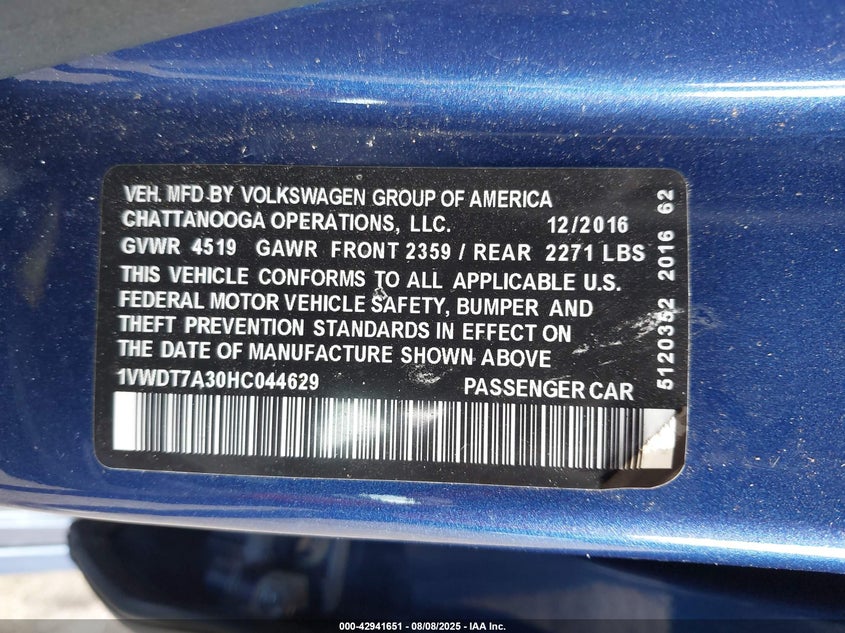 VEH. MFD BY VOLKSWAGEN GROUP OF AMERICA
CHATTANOOGA OPERATIONS, LLC. 12/2016
GVWR 4519 GAWR FRONT 2359 / REAR 2271 LBS
THIS VEHICLE CONFORMS TO ALL APPLICABLE U.S.
FEDERAL MOTOR VEHICLE SAFETY, BUMPER AND
THEFT PREVENTION STANDARDS IN EFFECT ON
THE DATE OF MANUFACTURE SHOWN ABOVE
1VWDT7A30HC044629 PASSENGER CAR
5120352 2016 62
000-42941651 - 08/08/2025 - IAA Inc.